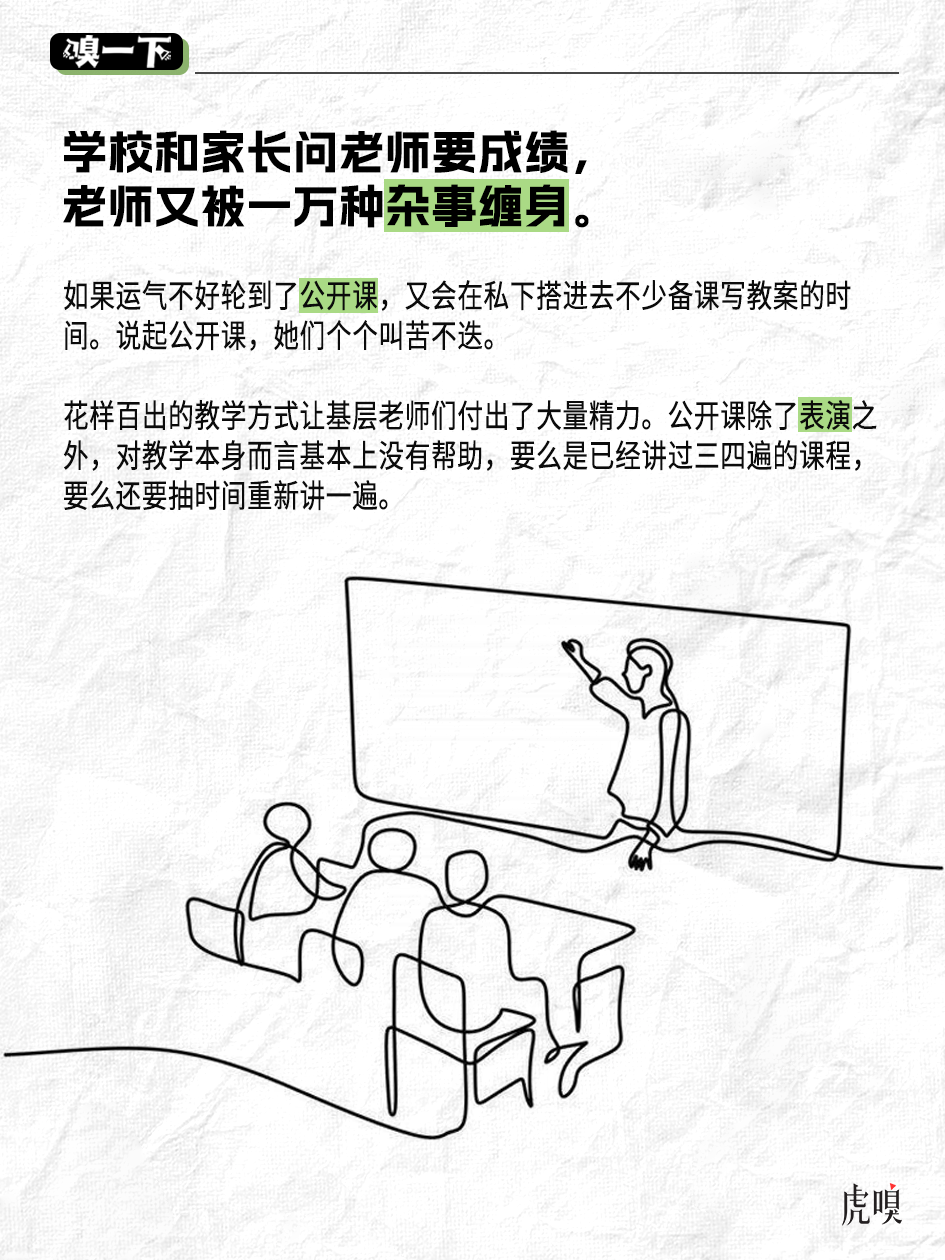 嗅一下
学校和家长问老师要成绩，
老师又被一万种杂事缠身。
如果运气不好轮到了公开课，又会在私下搭进去不少备课写教案的时
间。说起公开课，她们个个叫苦不迭。
花样百出的教学方式让基层老师们付出了大量精力。公开课除了表演之
外，对教学本身而言基本上没有帮助，要么是已经讲过三四遍的课程，
要么还要抽时间重新讲一遍。
虎嗅